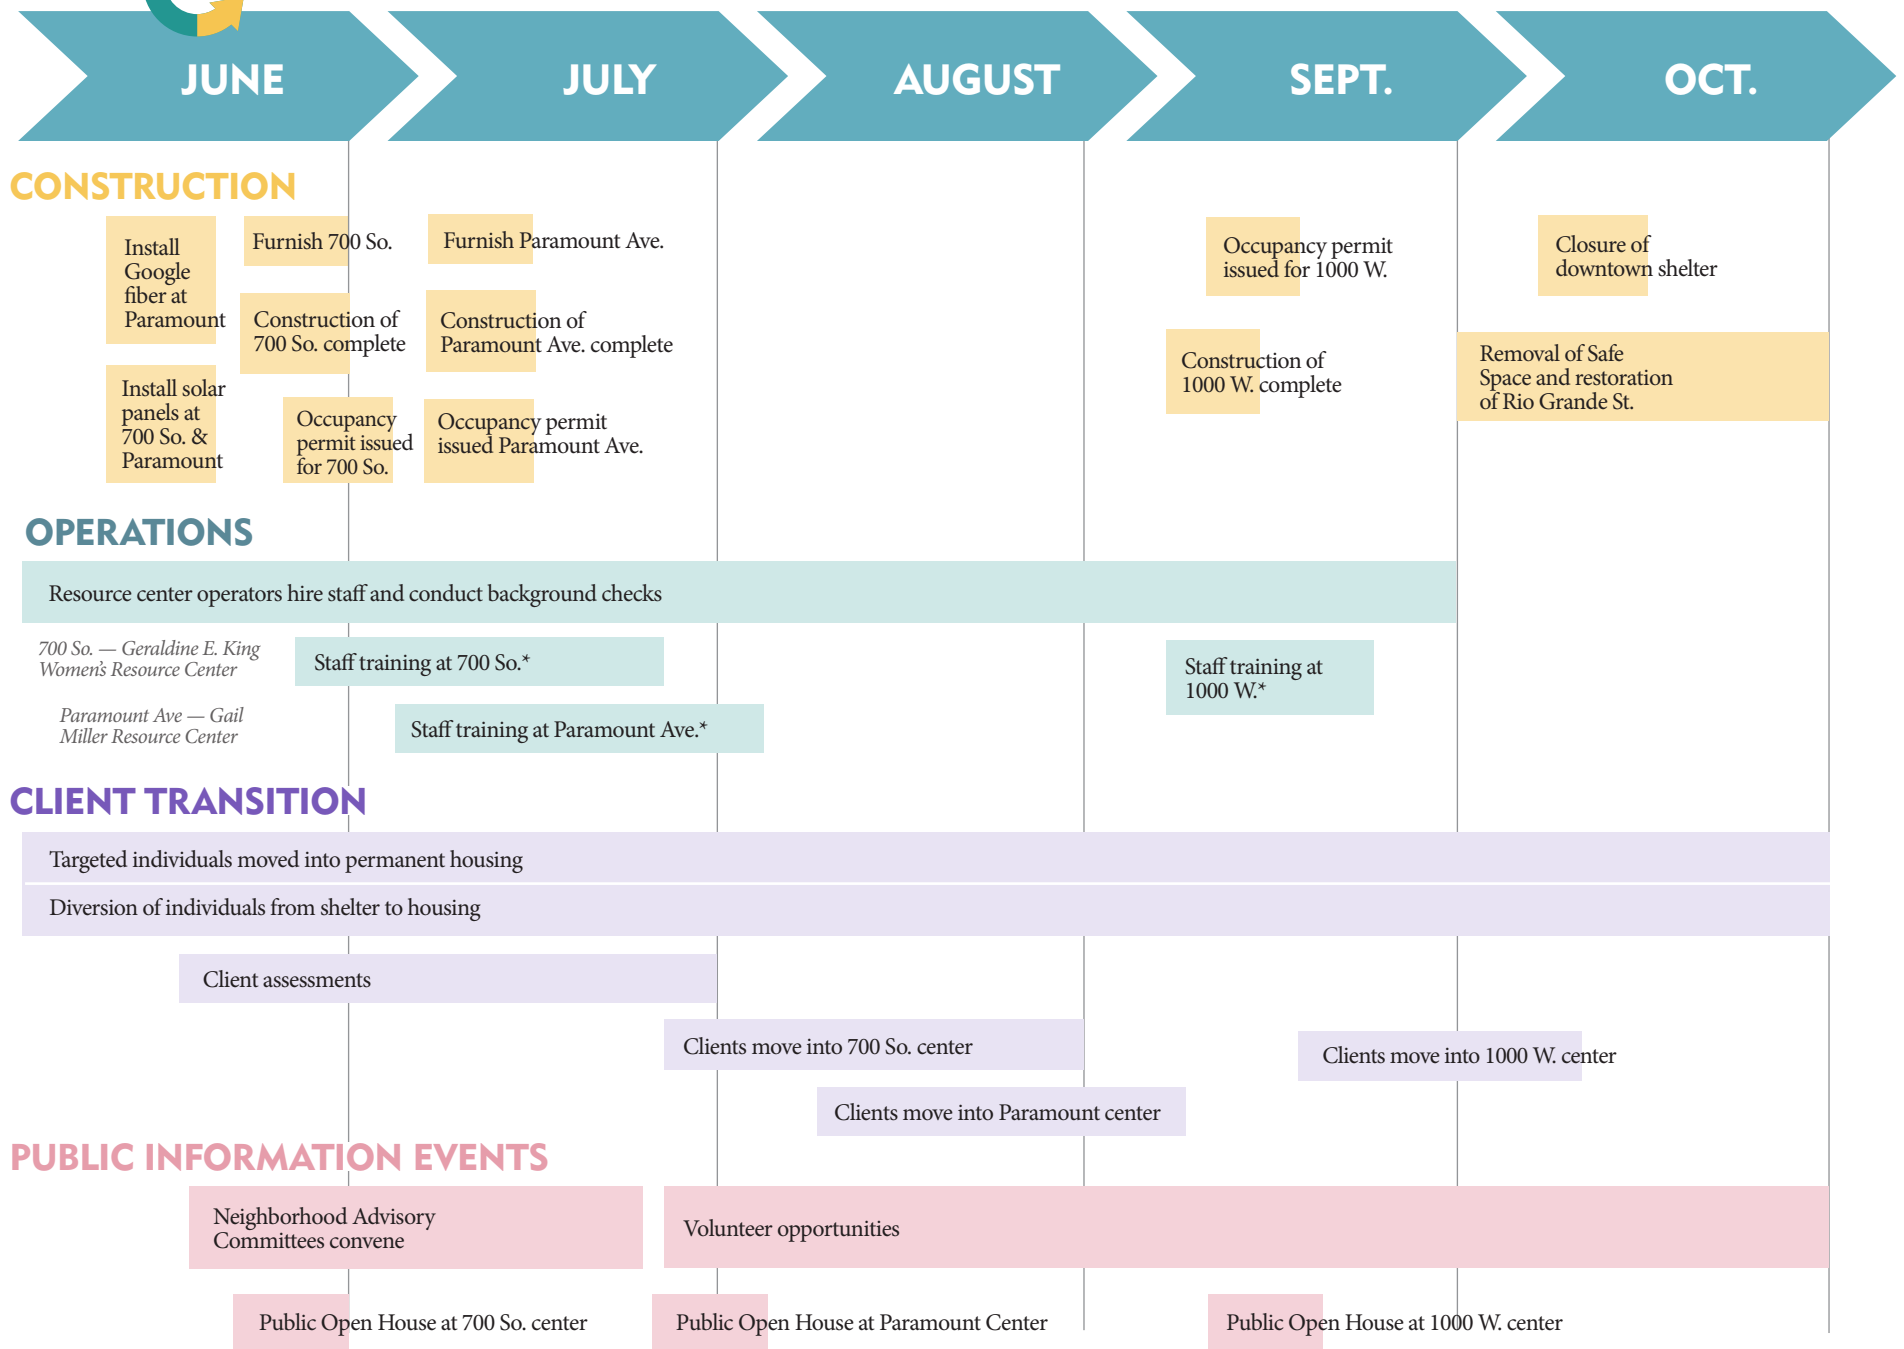 JUNE
JULY
AUGUST
SEPT.
OCT.
CONSTRUCTION
Install
Google
fiber at
Paramount
Furnish 700 So.
Furnish Paramount Ave.
Occupancy permit
issued for 1000 W.
Closure of
downtown shelter
Construction of
700 So. complete
Construction of
Paramount Ave. complete
Construction of
1000 W. complete
Removal of Safe
Space and restoration
of Rio Grande St.
Install solar
panels at
700 So. &
Paramount
Occupancy
permit issued
for 700 So.
Occupancy permit
issued Paramount Ave.
OPERATIONS
Resource center operators hire staff and conduct background checks
700 So. — Geraldine E. King
Women's Resource Center
Staff training at 700 So.*
Staff training at
1000 W.*
Paramount Ave — Gail
Miller Resource Center
Staff training at Paramount Ave.*
CLIENT TRANSITION
Targeted individuals moved into permanent housing
Diversion of individuals from shelter to housing
Client assessments
Clients move into 700 So. center
Clients move into 1000 W. center
Clients move into Paramount center
PUBLIC INFORMATION EVENTS
Neighborhood Advisory
Committees convene
Volunteer opportunities
Public Open House at 700 So. center
Public Open House at Paramount Center
Public Open House at 1000 W. center